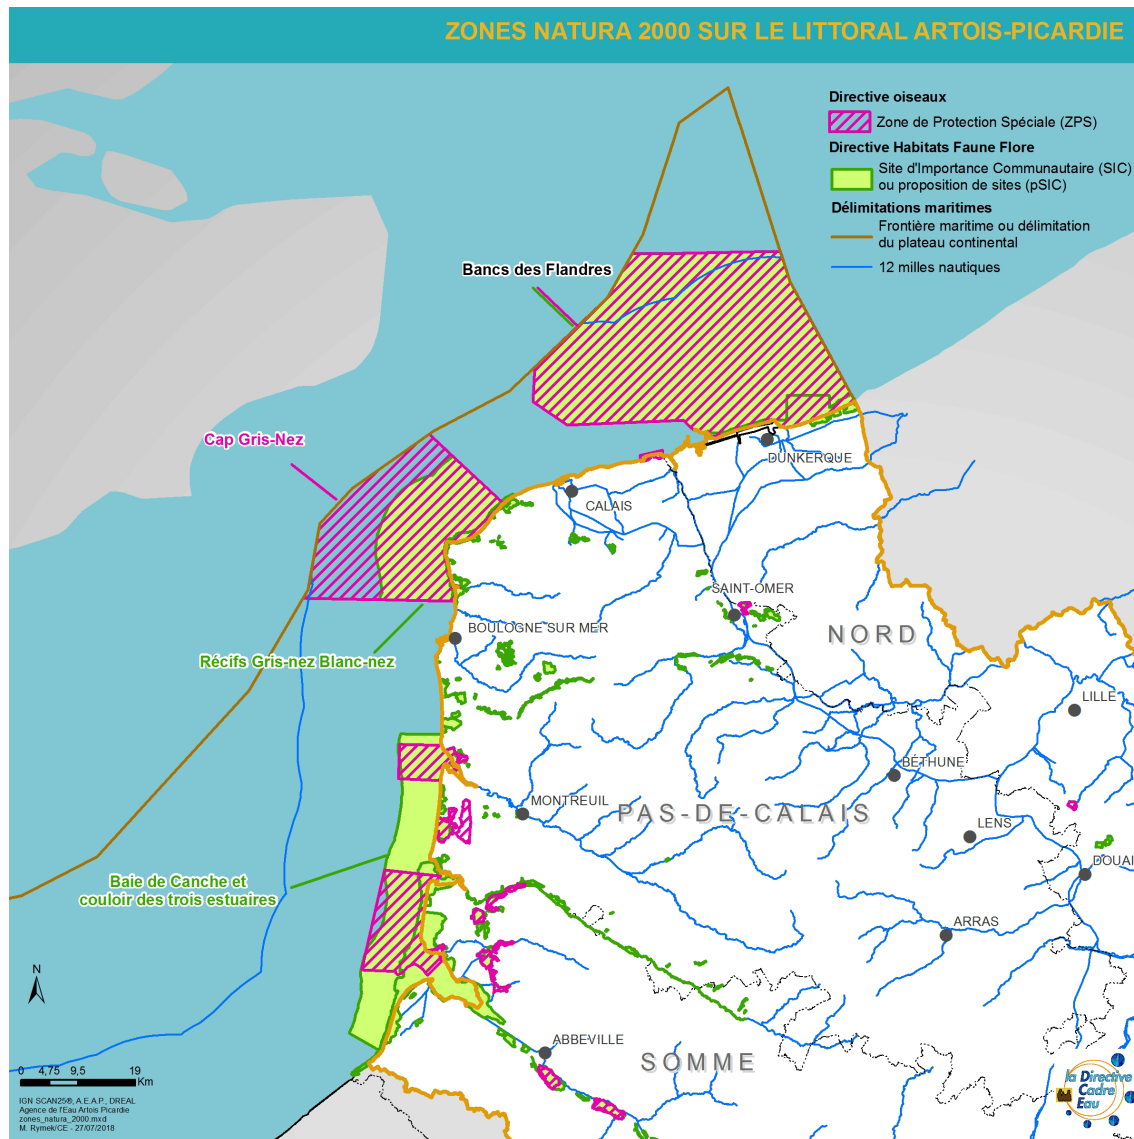 ZONES NATURA 2000 SUR LE LITTORAL ARTOIS-PICARDIE
Directive oiseaux
Zone de Protection Spéciale (ZPS)
Directive Habitats Faune Flore
Site d'Importance Communautaire (SIC)
ou proposition de sites (pSIC)
Délimitations maritimes
Frontière maritime ou délimitation
du plateau continental
12 milles nautiques
Bancs des Flandres
Cap Gris-Nez
DUNKERQUE
CALAIS
SAINT-OMER
BOULOGNE SUR MER
NORD
Récifs Gris-nez Blanc-nez
LILLE
BÉTHUNE
MONTREUIL
PAS-DE-CALAIS
LENS
DOUAI
Baie de Canche et
couloir des trois estuaires
ARRAS
N
ABBEVILLE
SOMME
0 4,75 9,5 19
Km
IGN SCAN25®, A.E.A.P., DREAL
Agence de l'Eau Artois Picardie
zones_natura_2000.mxd
M. Rymek/CE - 27/07/2018
la Directive
Cadre
Eau